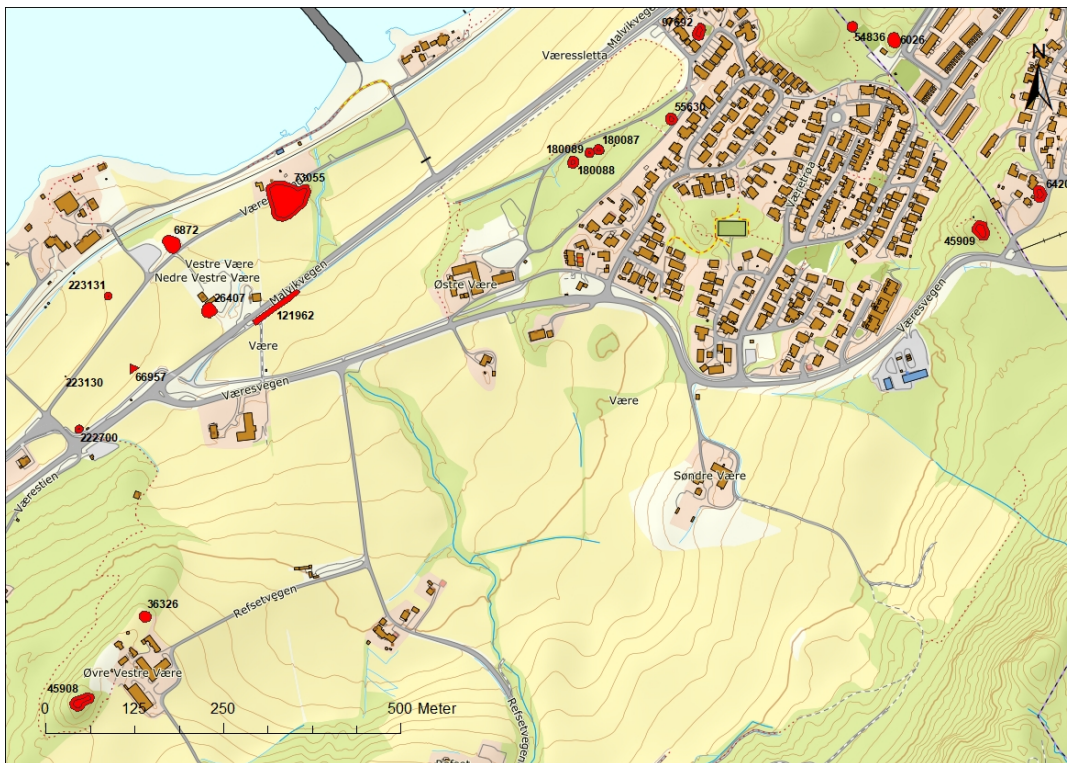 97692
54836
6026
N
Malvikvegen
Væressletta
55630
180087
180089
180088
73055
Være
6420
Væretrøa
6872
45909
Vestre Være
Nedre Vestre Være
223131
26407
Malvikvegen
Østre Være
121962
Være
Væresvegen
66957
223130
Væresvegen
Være
222700
Værestien
Søndre Være
36326
Refsetvegen
Øvre Vestre Være
45908
0 125 250 500 Meter
Refsetvegen